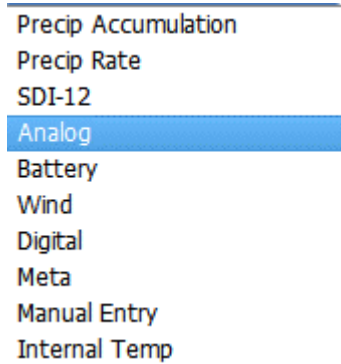 Precip Accumulation
Precip Rate
SDI-12
Analog
Battery
Wind
Digital
Meta
Manual Entry
Internal Temp